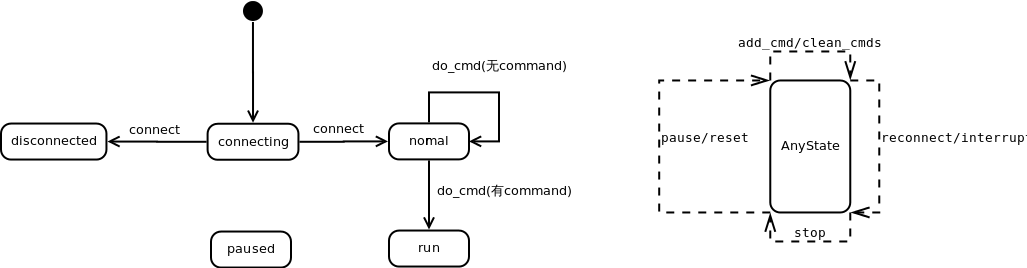 add_cmd/clean_cmds
do_cmd(无command)
connect
connect
disconnected
connecting
normal
pause/reset
AnyState
reconnect/interrupt
do_cmd(有command)
stop
paused
run